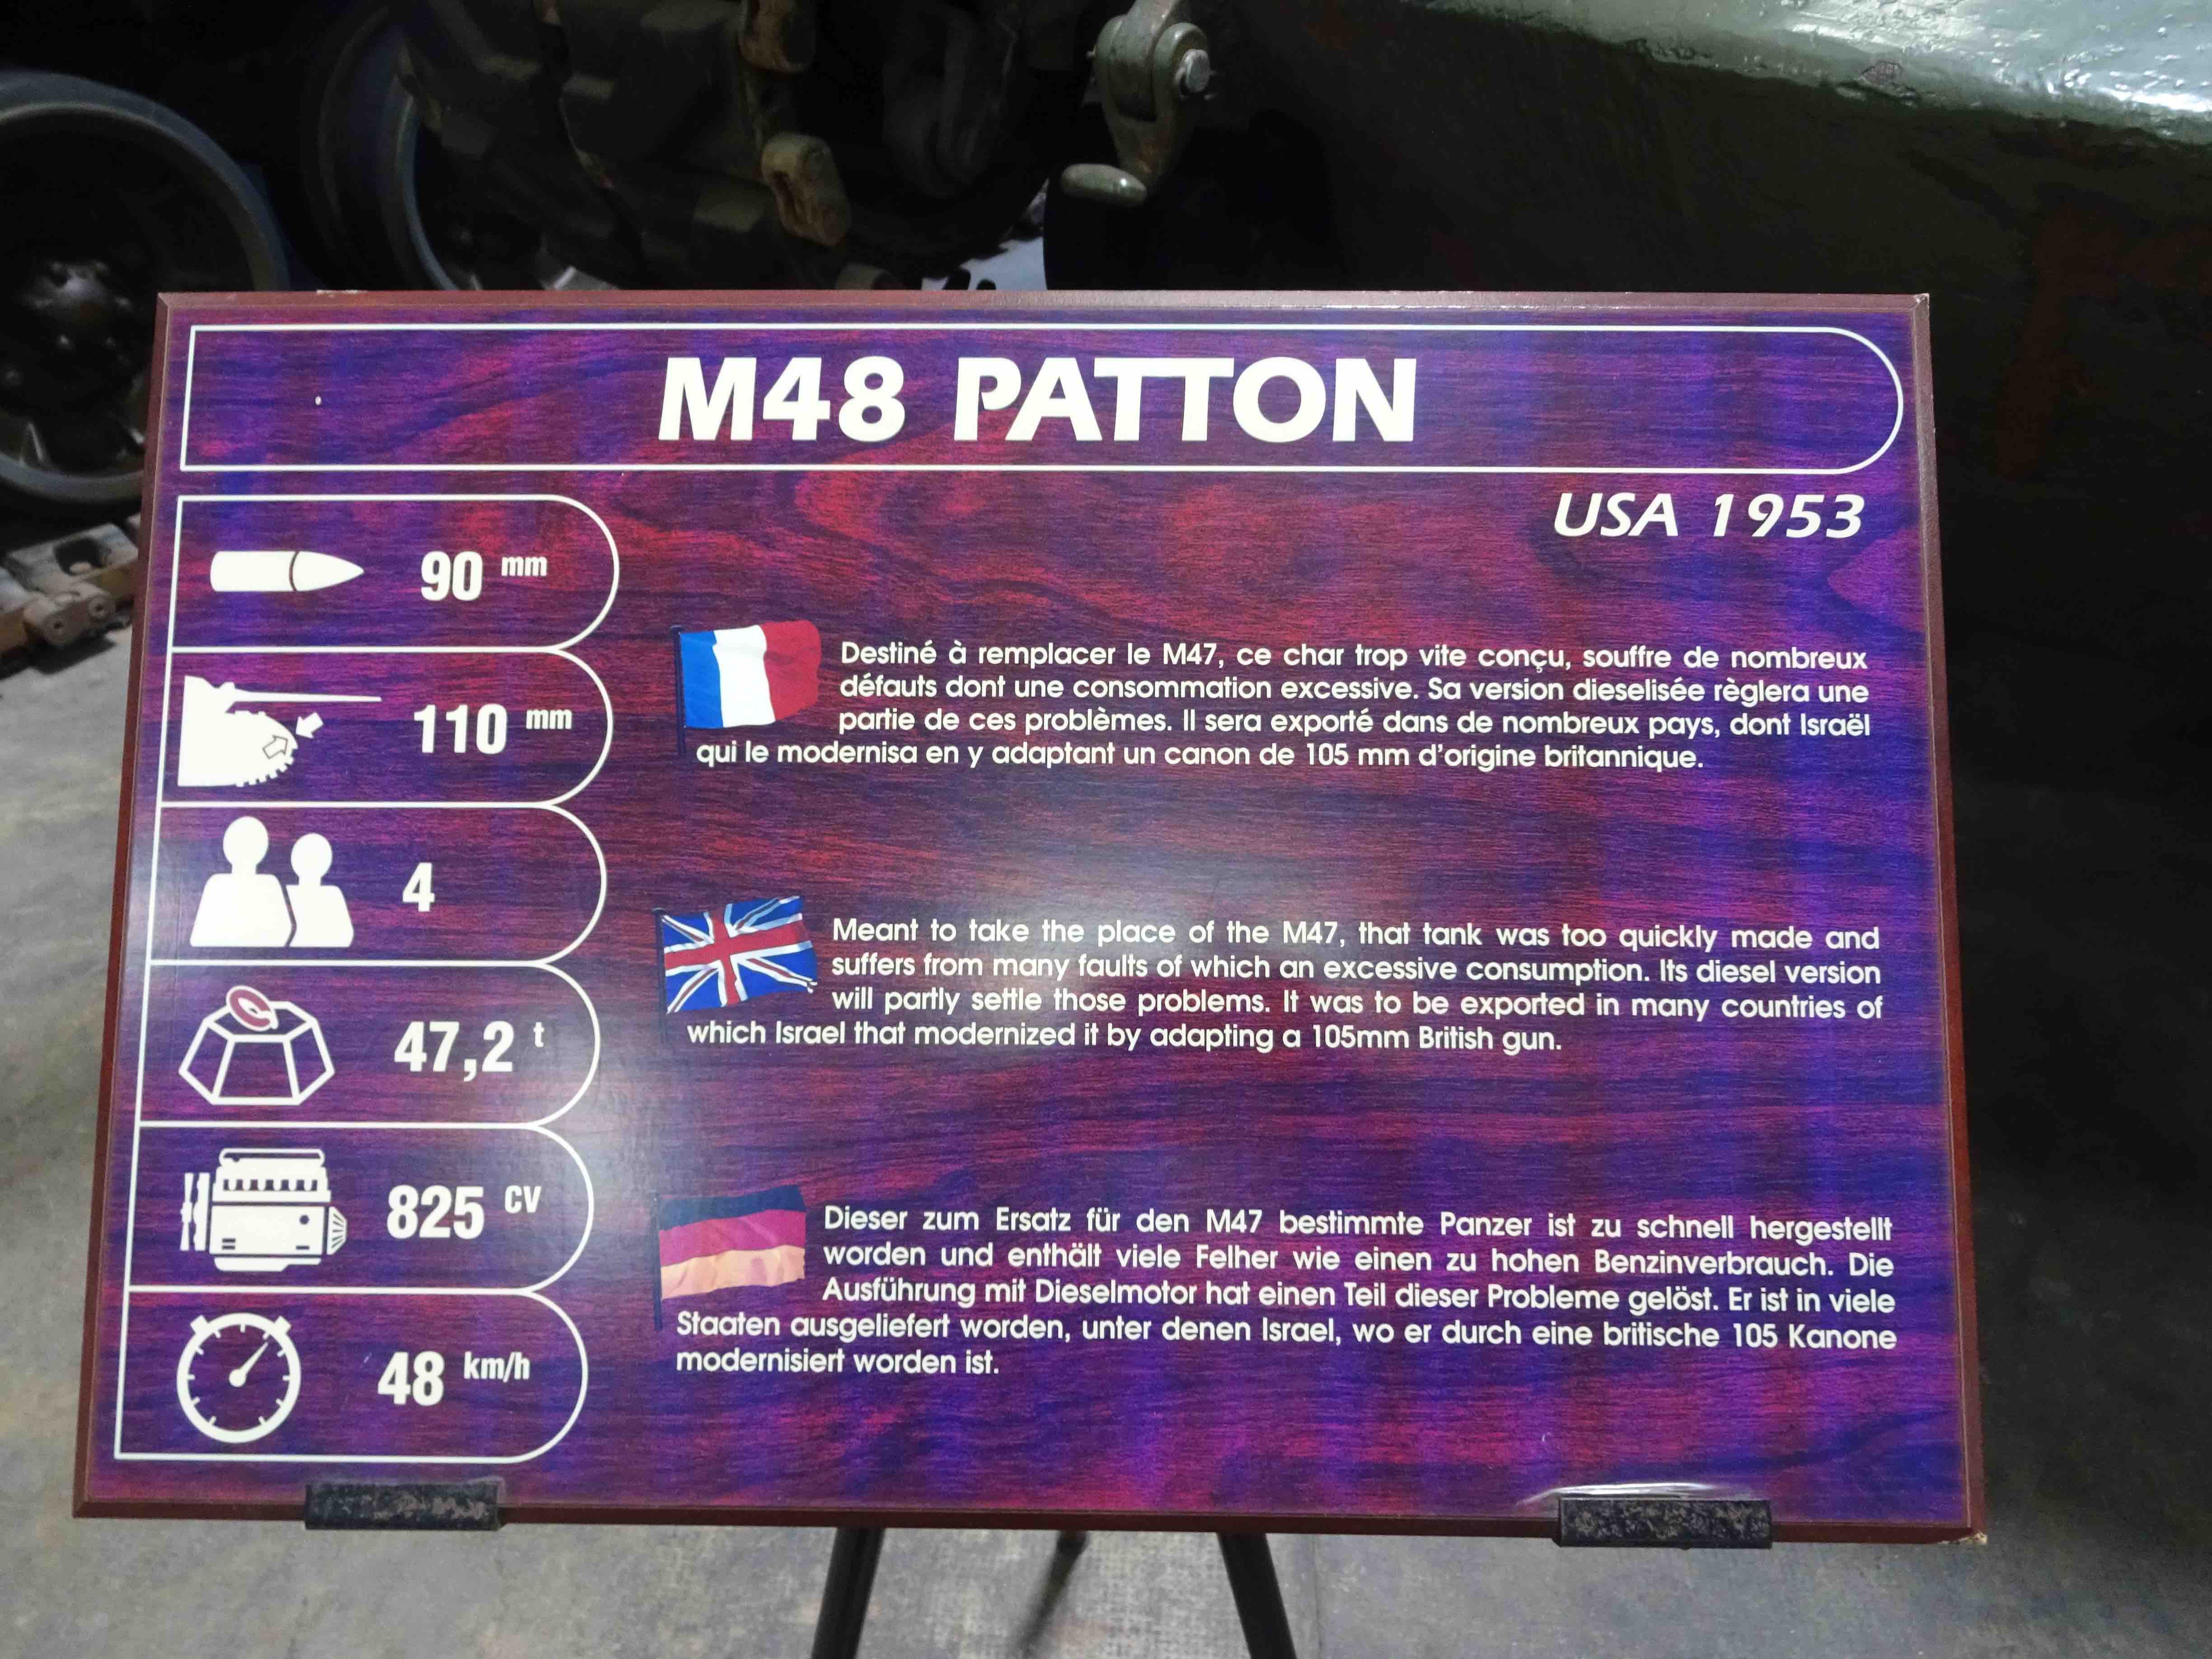 M48 PATTON
USA 1953
90 mm
110 mm
4
47,2 t
825 CV
48 km/h
Destiné à remplacer le M47, ce char trop vite conçu, souffre de nombreux
défauts dont une consommation excessive. Sa version dieselisée règlera une
partie de ces problèmes. Il sera exporté dans de nombreux pays, dont Israël
qui le modernisa en y adaptant un canon de 105 mm d'origine britannique.
Meant to take the place of the M47, that tank was too quickly made and
suffers from many faults of which an excessive consumption. Its diesel version
will partly settle those problems. It was to be exported in many countries of
which Israel that modernized it by adapting a 105mm British gun.
Dieser zum Ersatz für den M47 bestimmte Panzer ist zu schnell hergestellt
worden und enthält viele Felher wie einen zu hohen Benzinverbrauch. Die
Ausführung mit Dieselmotor hat einen Teil dieser Probleme gelöst. Er ist in viele
Staaten ausgeliefert worden, unter denen Israel, wo er durch eine britische 105 Kanone
modernisiert worden ist.